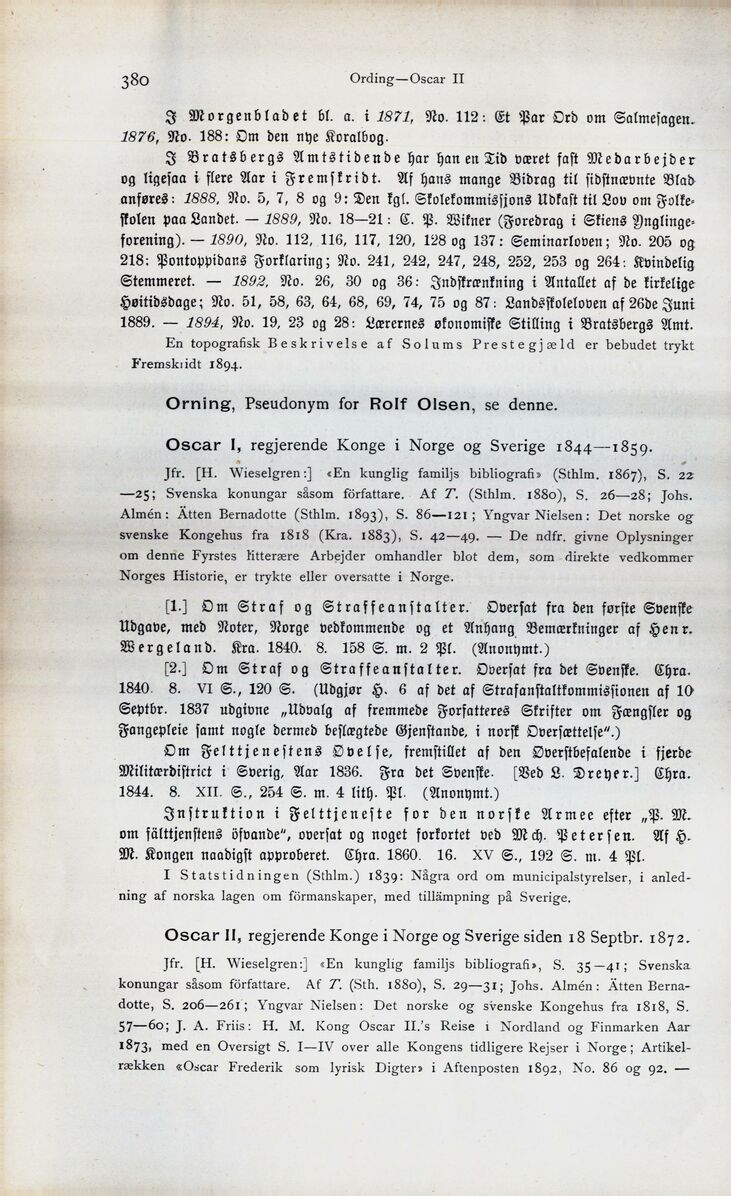 380
Ording—Oscar II
I Morgenbladet bl. a. i 1871, No. 112: Et Par Ord om Salmesagen.
1876, No. 188: Om den nye Koralbog.
I Bratsbergs Amtstidende har han en Tid været fast Medarbejder
og ligesaa i flere Aar i Fremskridt. Af hans mange Bidrag til sidstnævnte Blad
anføres: 1888, No. 5, 7, 8 og 9: Den kgl. Skolekommissjons Udkast til Lov om Folke-
skolen paa Landet. — 1889, No. 18—21: C. P. Wikner (Foredrag i Skiens Ynglinge-
forening). — 1890, No. 112, 116, 117, 120, 128 og 137: Seminarloven; No. 205 og
218: Pontoppidans Forklaring; No. 241, 242, 247, 248, 252, 253 og 264: Kvindelig
Stemmeret. — 1892, No. 26, 30 og 36: Indskrænkning i Antallet af de kirkelige
Høitidsdage; No. 51, 58, 63, 64, 68, 69, 74, 75 og 87: Landsskoleloven af 26de Juni
1889. — 1894, No. 19, 23 og 28: Lærernes økonomiske Stilling i Bratsbergs Amt.
En topografisk Beskrivelse af Solums Prestegjæld er bebudet trykt
Fremskridt 1894.
Orning, Pseudonym for Rolf Olsen, se denne.
Oscar I, regjerende Konge i Norge og Sverige 1844—1859.
Jfr. [H. Wieselgren:] «En kunglig familjs bibliografi» (Sthlm. 1867), S. 22
—25; Svenska konungar såsom författare. Af T. (Sthlm. 1880), S. 26—28; Johs.
Almén: Ätten Bernadotte (Sthlm. 1893), S. 86—121; Yngvar Nielsen: Det norske og
svenske Kongehus fra 1818 (Kra. 1883), S. 42—49. — De ndfr. givne Oplysninger
om denne Fyrstes litterære Arbejder omhandler blot dem, som direkte vedkommer
Norges Historie, er trykte eller oversatte i Norge.
[1.] Om Straf og Straffeanstalter. Oversat fra den første Svenske
Udgave, med Noter, Norge vedkommende og et Anhang Bemærkninger af Henr.
Wergeland. Kra. 1840. 8. 158 S. m. 2 Pl. (Anonymt.)
[2.] Om Straf og Straffeanstalter. Oversat fra det Svenske. Chra.
1840. 8. VI S., 120 S. (Udgjør H. 6 af det af Strafanstaltkommissionen af 10
Septbr. 1837 udgivne „Udvalg af fremmede Forfatteres Skrifter om Fængsler og
Fangepleie samt nogle dermed beslægtede Gjenstande, i norsk Oversættelse“.)
Om Felttjenestens Øvelse, fremstillet af den Øverstbefalende i fjerde
Militærdistrict i Sverig, Aar 1836. Fra det Svenske. [Ved L. Dreyer.] Chra.
1844. 8. XII. S., 254 S. m. 4 lith. Pl. (Anonymt.)
Instruktion i Felttjeneste for den norske Armee efter „P. M.
om fälttjenstens öfvande“, oversat og noget forkortet ved Mch. Petersen. Af H.
M. Kongen naadigst approberet. Chra. 1860. 16. XV S., 192 S. m. 4 Pl.
I Statstidningen (Sthlm.) 1839: Några ord om municipalstyrelser, i anled-
ning af norska lagen om förmanskaper, med tillämpning på Sverige.
Oscar II, regjerende Konge i Norge og Sverige siden 18 Septbr. 1872.
Jfr. [H. Wieselgren:] «En kunglig familjs bibliografi», S. 35—41; Svenska
konungar såsom författare. Af T. (Sth. 1880), S. 29—31; Johs. Almén: Ätten Berna-
dotte, S. 206—261; Yngvar Nielsen: Det norske og svenske Kongehus fra 1818, S.
57—60; J. A. Friis: H. M. Kong Oscar II.'s Reise i Nordland og Finmarken Aar
1873, med en Oversigt S. I—IV over alle Kongens tidligere Rejser i Norge; Artikel-
rækken «Oscar Frederik som lyrisk Digter» i Aftenposten 1892, No. 86 og 92. —